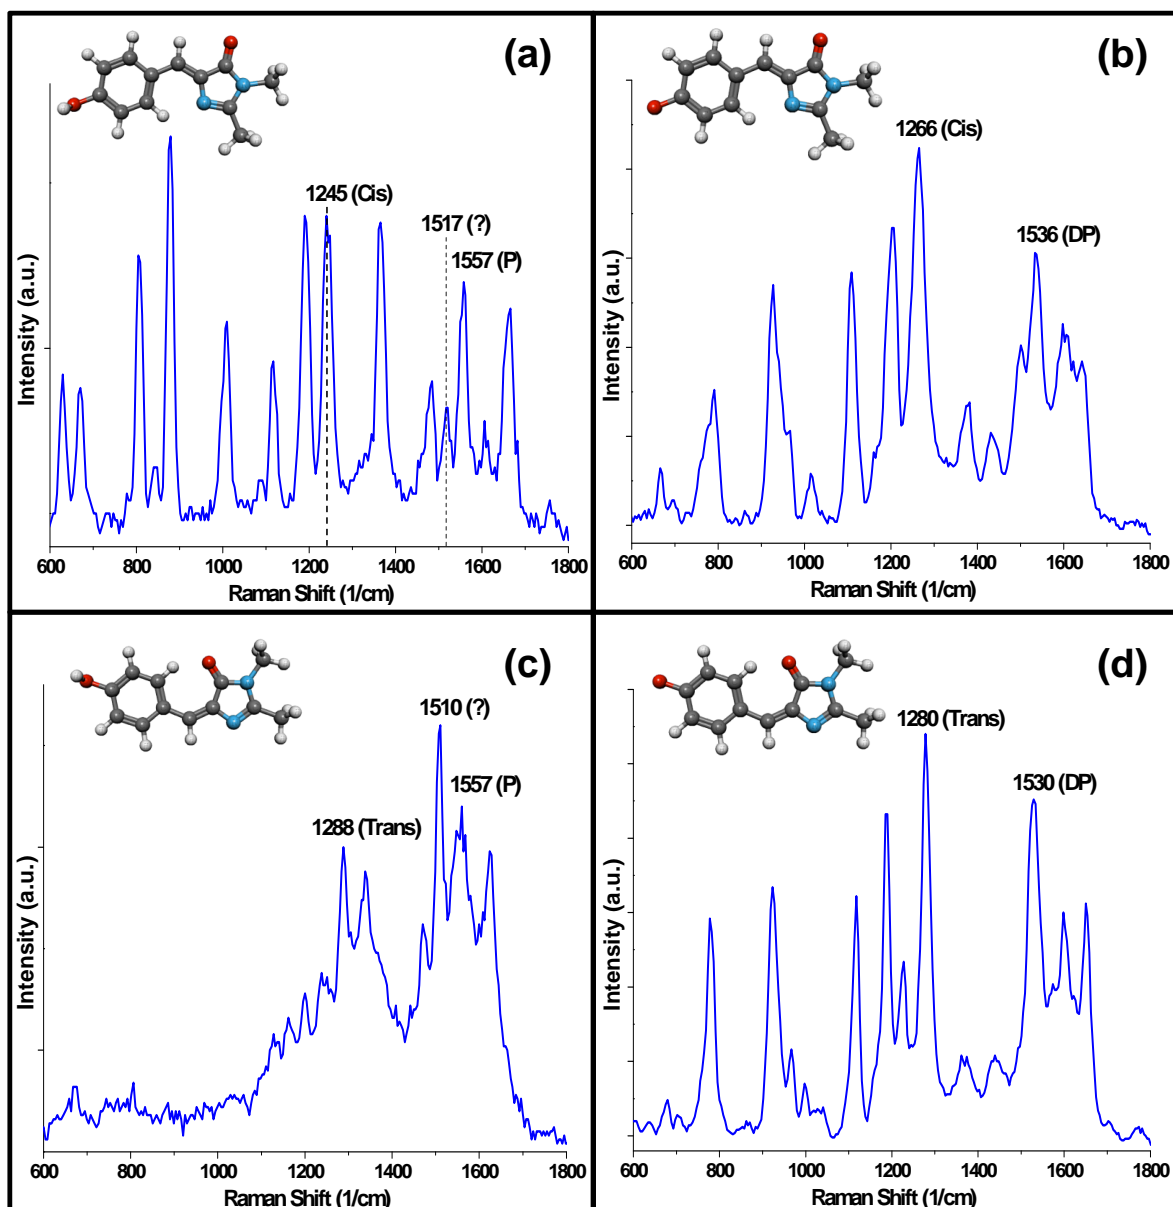 (a)
1245 (Cis)
1517 (?)
1557 (P)
Intensity (a.u.)
600 800 1000 1200 1400 1600 1800
Raman Shift (1/cm)
(b)
1266 (Cis)
1536 (DP)
Intensity (a.u.)
600 800 1000 1200 1400 1600 1800
Raman Shift (1/cm)
(c)
1510 (?)
1557 (P)
1288 (Trans)
Intensity (a.u.)
600 800 1000 1200 1400 1600 1800
Raman Shift (1/cm)
(d)
1280 (Trans)
1530 (DP)
Intensity (a.u.)
600 800 1000 1200 1400 1600 1800
Raman Shift (1/cm)